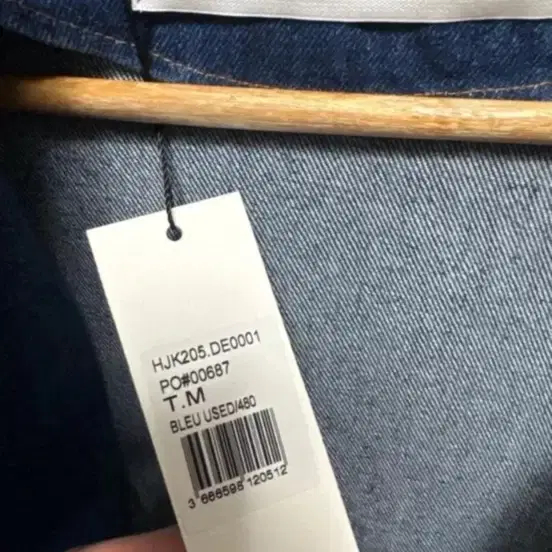 HJK205.DE0001
PO#00687
T.M
BLEU USED/480
3 666598 120512